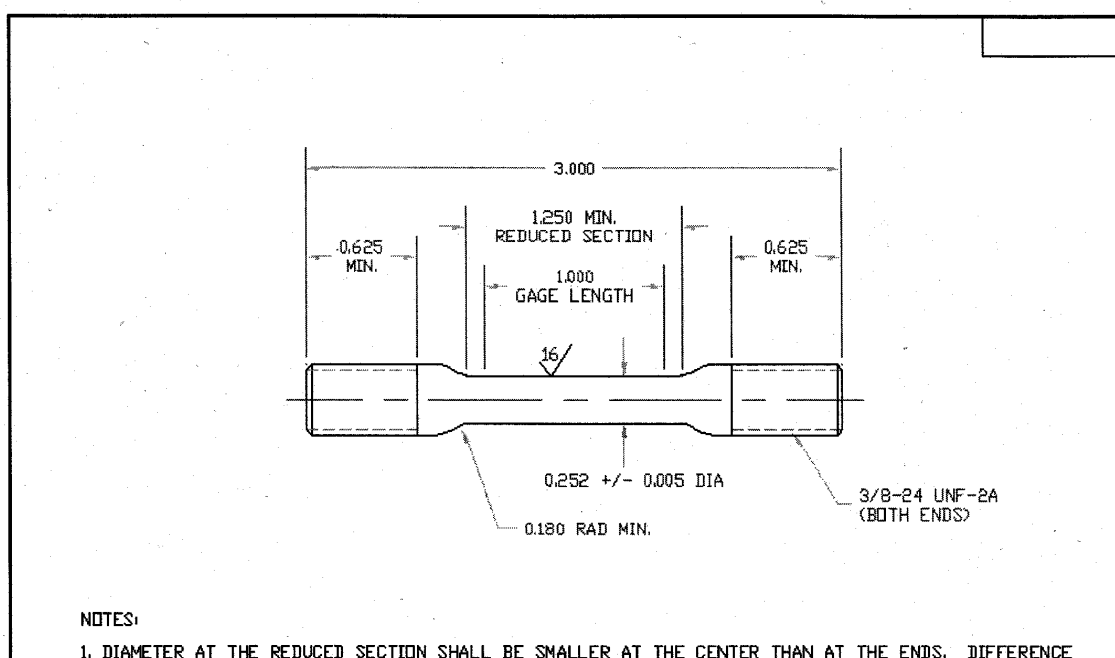 3.000
1.250 MIN.
REDUCED SECTION
0.625
MIN.
0.625
MIN.
1.000
GAGE LENGTH
16
0.252 +/- 0.005 DIA
3/8-24 UNF-2A
(BOTH ENDS)
0.180 RAD MIN.
NOTES:
1. DIAMETER AT THE REDUCED SECTION SHALL BE SMALLER AT THE CENTER THAN AT THE ENDS. DIFFERENCE